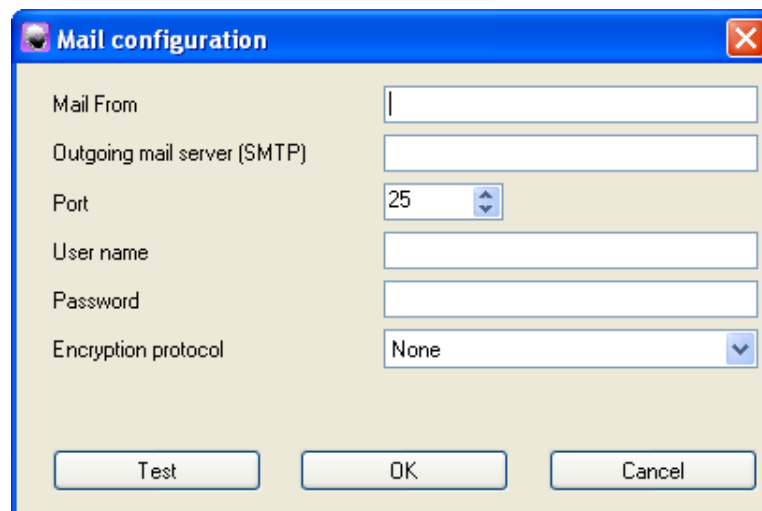 Mail configuration
Mail From
Outgoing mail server (SMTP)
Port 25
User name
Password
Encryption protocol None
Test OK Cancel